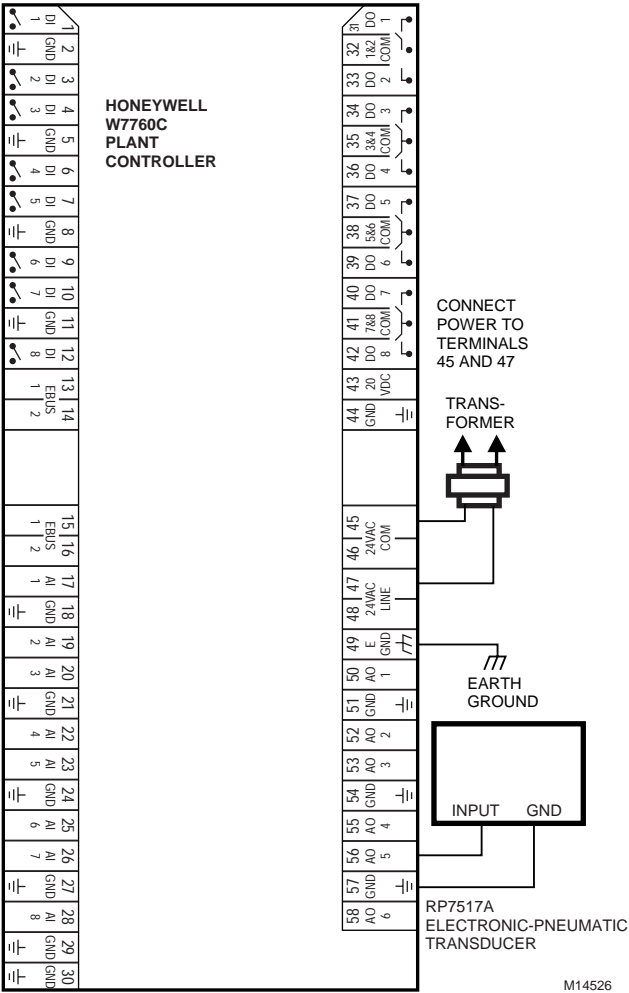 HONEYWELL
W7760C
PLANT
CONTROLLER
1 DI 1
2 GND
3 DI 2
4 DI 3
5 GND
6 DI 4
7 DI 5
8 GND
9 DI 6
10 DI 7
11 GND
12 DI 8
13 EBUS 1
14 EBUS 2
15 EBUS 1
16 EBUS 2
17 AI 1
18 GND
19 AI 2
20 AI 3
21 GND
22 AI 4
23 AI 5
24 GND
25 AI 6
26 AI 7
27 GND
28 AI 8
29 GND
30 GND
31 DO 1
32 1&2 COM
33 DO 2
34 DO 3
35 3&4 COM
36 DO 4
37 DO 5
38 5&6 COM
39 DO 6
40 DO 7
41 7&8 COM
42 DO 8
43 20 VDC
44 GND
45 46 24VAC COM
47 48 24VAC LINE
49 E GND
50 AO 1
51 GND
52 AO 2
53 AO 3
54 GND
55 AO 4
56 AO 5
57 GND
58 AO 6
CONNECT
POWER TO
TERMINALS
45 AND 47
TRANS-
FORMER
EARTH
GROUND
INPUT GND
RP7517A
ELECTRONIC-PNEUMATIC
TRANSDUCER
M14526